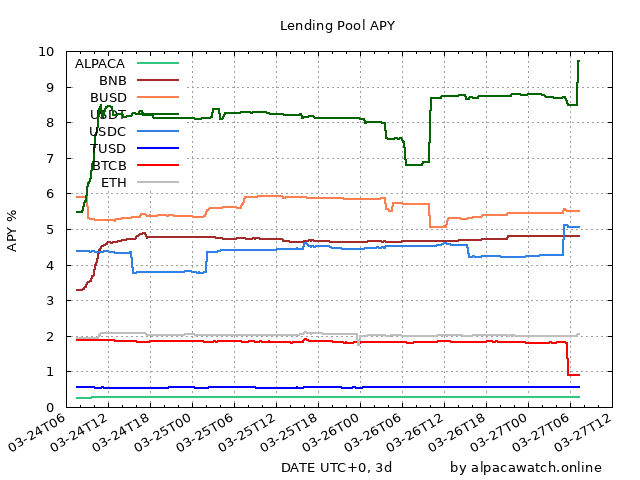 Lending Pool APY
APY %
10
9
8
7
6
5
4
3
2
1
0
ALPACA
BNB
BUSD
USDT
USDC
TUSD
BTCB
ETH
03-24T06
03-24T12
03-24T18
03-25T00
03-25T06
03-25T12
03-25T18
03-26T00
03-26T06
03-26T12
03-26T18
03-27T00
03-27T06
03-27T12
DATE UTC+0, 3d
by alpacawatch.online